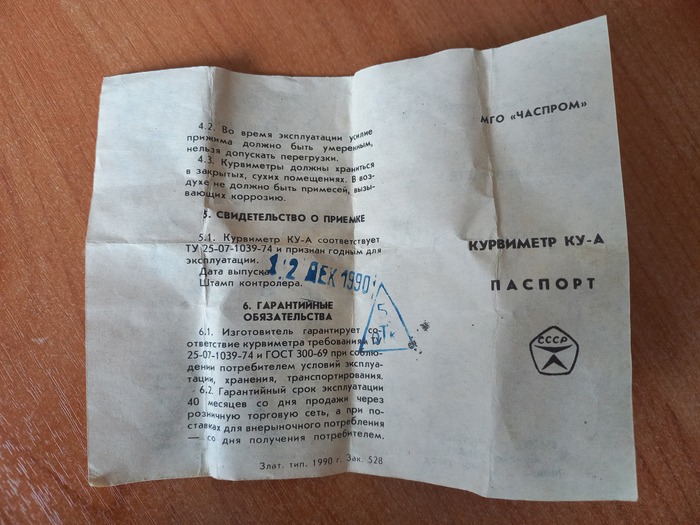 4.2. Во время эксплуатации усилие
прижима должно быть умеренным,
нельзя допускать перегрузки.
4.3. Курвиметры должны храниться
в закрытых, сухих помещениях. В воз-
духе не должно быть примесей, вызы-
вающих коррозию.
5. СВИДЕТЕЛЬСТВО О ПРИЕМКЕ
5.1. Курвиметр КУ-А соответствует
ТУ 25-07-1039-74 и признан годным для
эксплуатации.
Дата выпуска 12 ДЕК 1990
Штамп контролера.
5
Тк
6. ГАРАНТИЙНЫЕ
ОБЯЗАТЕЛЬСТВА
6.1. Изготовитель гарантирует со-
ответствие курвиметра требованиям ТУ
25-07-1039-74 и ГОСТ 300-69 при соблю-
дении потребителем условий эксплуа-
тации, хранения, транспортирования.
6.2. Гарантийный срок эксплуатации
40 месяцев со дня продажи через
розничную торговую сеть, а при по-
ставках для внерыночного потребления
— со дня получения потребителем.
Злат. тип. 1990 г. Зак. 528
МГО «ЧАСПРОМ»
КУРВИМЕТР КУ-А
ПАСПОРТ
СССР